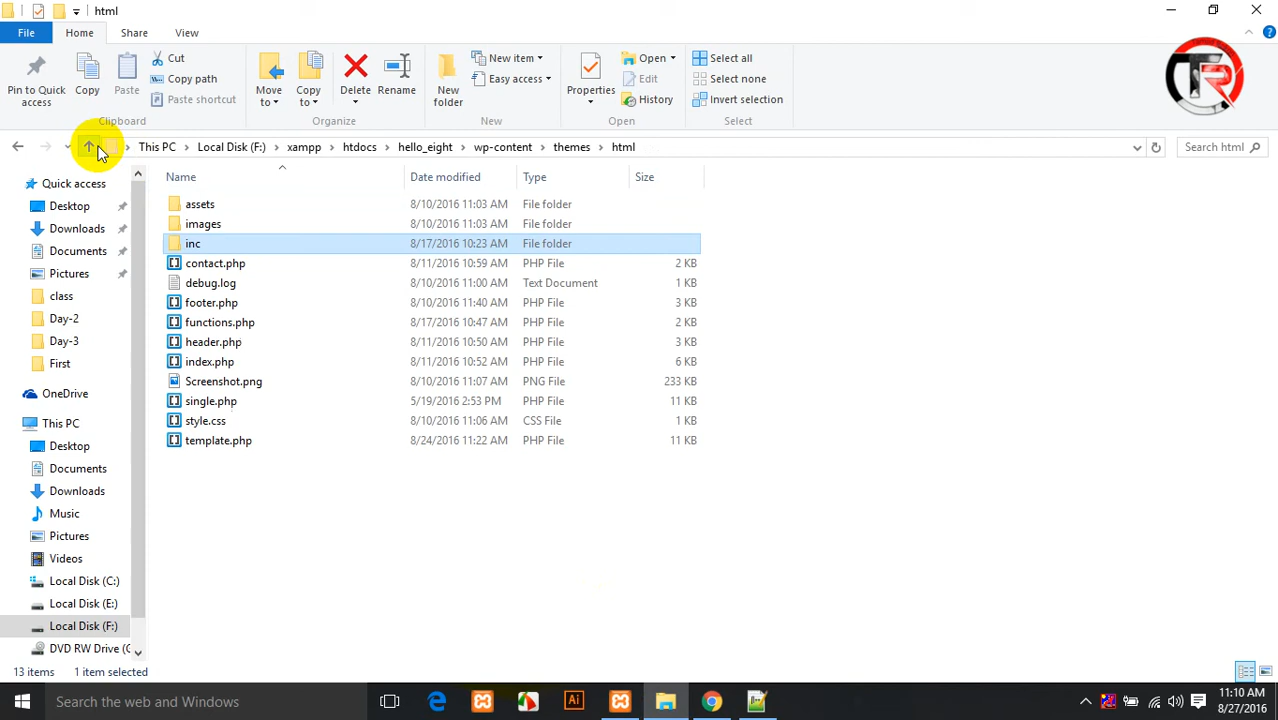 html
File
Home
Share
View
Pin to Quick access
Copy
Paste
Cut
Copy path
Paste shortcut
Clipboard
Move to
Copy to
Delete
Rename
Organize
New folder
New item
Easy access
New
Properties
Open
Edit
History
Open
Select all
Select none
Invert selection
Select
TR
This PC > Local Disk (F:) > xampp > htdocs > hello_eight > wp-content > themes > html
Search html
Name Date modified Type Size
assets 8/10/2016 11:03 AM File folder
images 8/10/2016 11:03 AM File folder
inc 8/17/2016 10:23 AM File folder
contact.php 8/11/2016 10:59 AM PHP File 2 KB
debug.log 8/10/2016 11:00 AM Text Document 1 KB
footer.php 8/10/2016 11:40 AM PHP File 3 KB
functions.php 8/17/2016 10:47 AM PHP File 2 KB
header.php 8/11/2016 10:50 AM PHP File 3 KB
index.php 8/11/2016 10:52 AM PHP File 6 KB
Screenshot.png 8/10/2016 11:07 AM PNG File 233 KB
single.php 5/19/2016 2:53 PM PHP File 11 KB
style.css 8/10/2016 11:06 AM CSS File 1 KB
template.php 8/24/2016 11:22 AM PHP File 11 KB
Quick access
Desktop
Downloads
Documents
Pictures
class
Day-2
Day-3
First
OneDrive
This PC
Desktop
Documents
Downloads
Music
Pictures
Videos
Local Disk (C:)
Local Disk (E:)
Local Disk (F:)
DVD RW Drive (G
13 items 1 item selected
Search the web and Windows
Ai
11:10 AM
8/27/2016